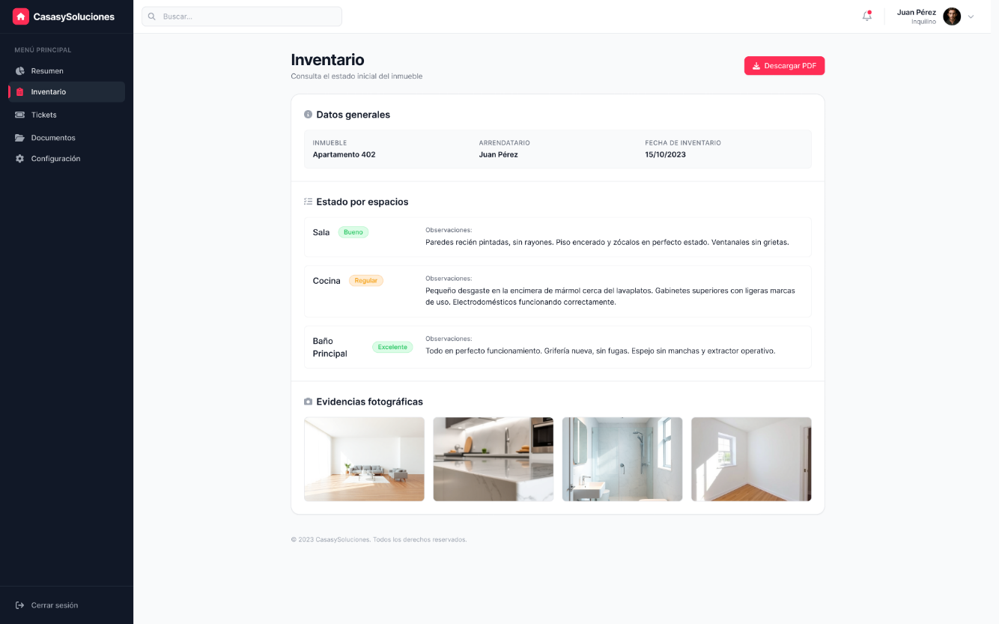 CasasySoluciones
Buscar...
Juan Pérez
Inquilino
MENÚ PRINCIPAL
Resumen
Inventario
Tickets
Documentos
Configuración
Cerrar sesión
Inventario
Consulta el estado inicial del inmueble
Descargar PDF
Datos generales
INMUEBLE
Apartamento 402
ARRENDATARIO
Juan Pérez
FECHA DE INVENTARIO
15/10/2023
Estado por espacios
Sala
Bueno
Observaciones:
Paredes recién pintadas, sin rayones. Piso encerado y zócalos en perfecto estado. Ventanales sin grietas.
Cocina
Regular
Observaciones:
Pequeño desgaste en la encimera de mármol cerca del lavaplatos. Gabinetes superiores con ligeras marcas
de uso. Electrodomésticos funcionando correctamente.
Baño
Principal
Excelente
Observaciones:
Todo en perfecto funcionamiento. Grifería nueva, sin fugas. Espejo sin manchas y extractor operativo.
Evidencias fotográficas
© 2023 CasasySoluciones. Todos los derechos reservados.